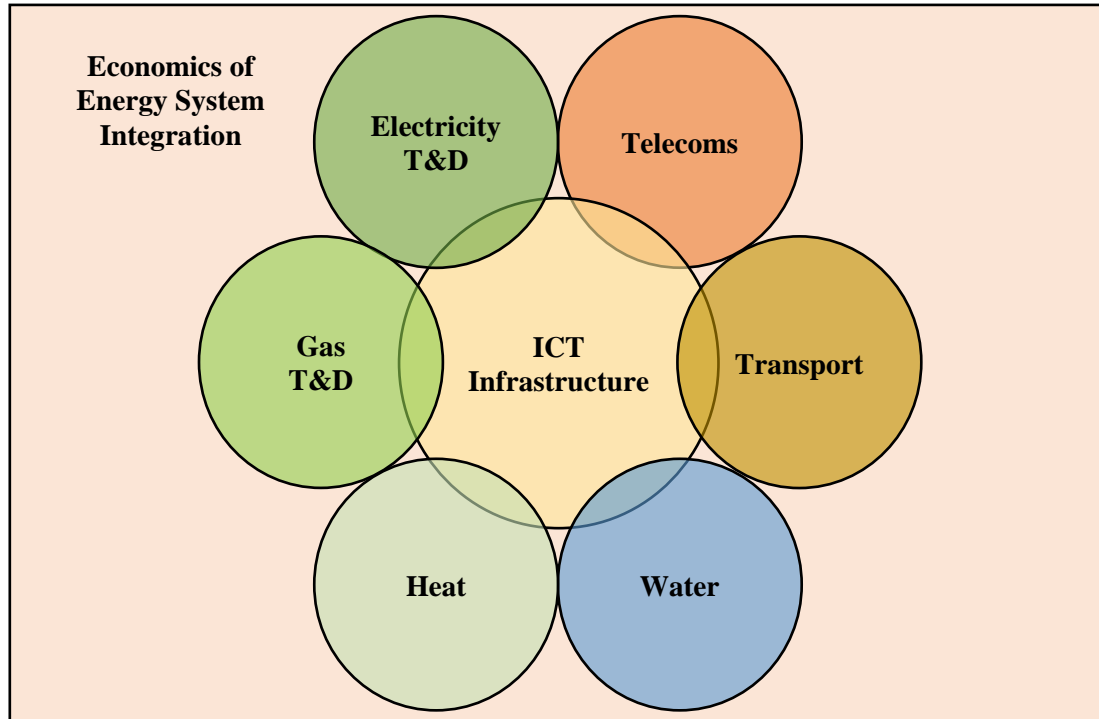 Economics of
Energy System
Integration
Electricity
T&D
Telecoms
Gas
T&D
ICT
Infrastructure
Transport
Heat
Water